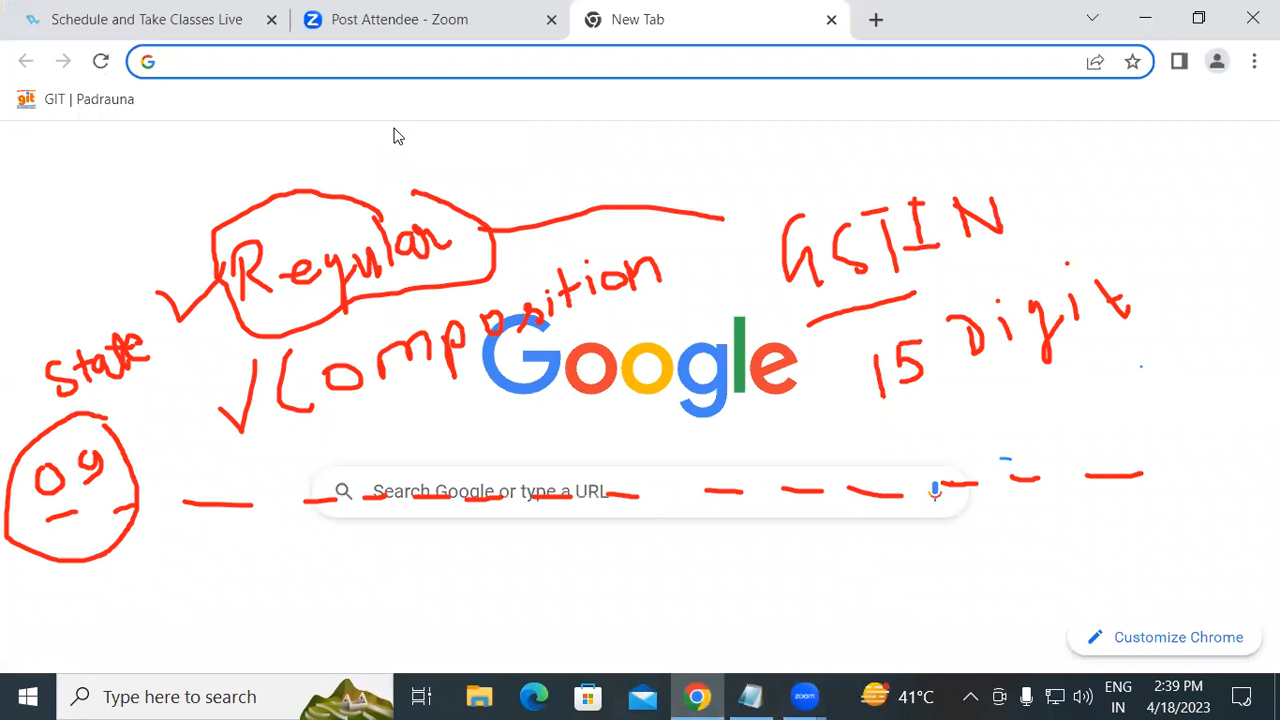 Schedule and Take Classes Live
Post Attendee - Zoom
New Tab
GIT | Padrauna
Regular
GSTIN
Composition
15 Digit
State
Google
09
Search Google or type a URL
Customize Chrome
Type here to search
zoom
41°C
ENG
IN
2:39 PM
4/18/2023